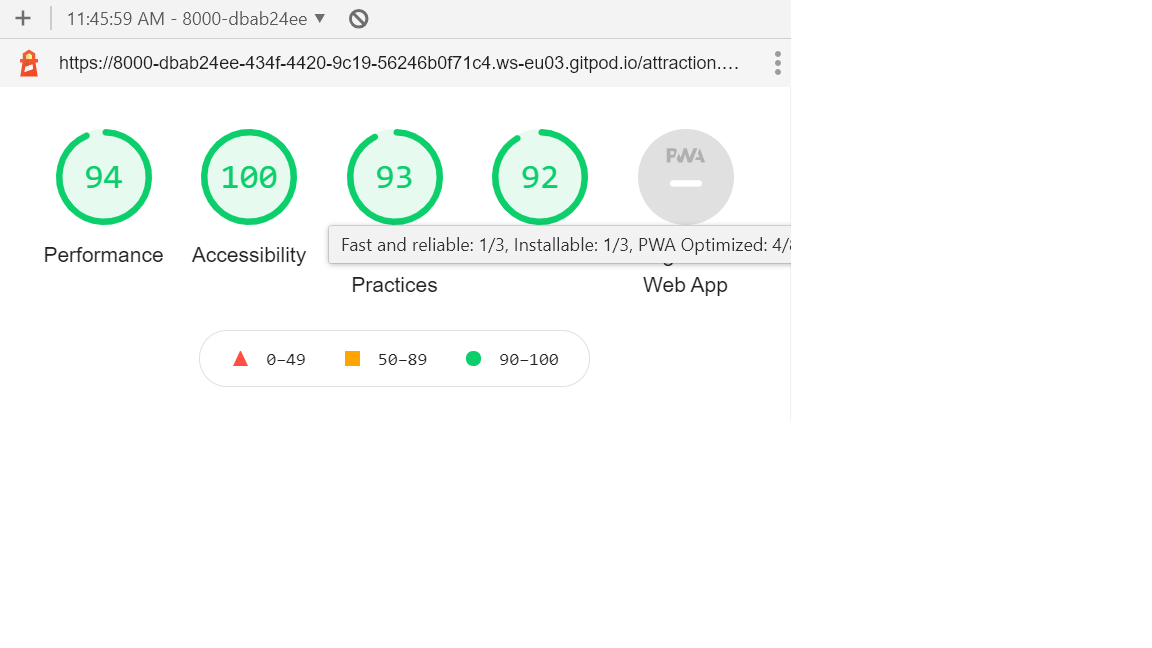 11:45:59 AM - 8000-dbab24ee
https://8000-dbab24ee-434f-4420-9c19-56246b0f71c4.ws-eu03.gitpod.io/attraction.…
94 100 93 92 PWA
Performance Accessibility
Fast and reliable: 1/3, Installable: 1/3, PWA Optimized: 4/
Practices Web App
0–49 50–89 90–100